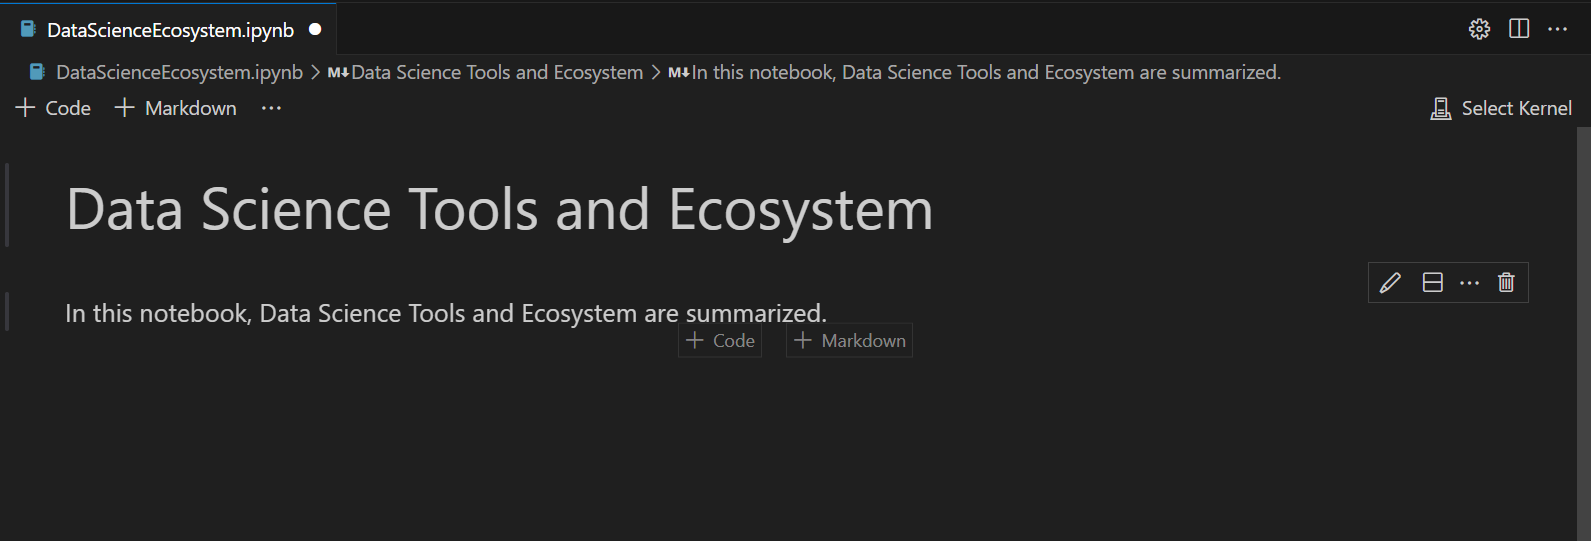 DataScienceEcosystem.ipynb
DataScienceEcosystem.ipynb > M↓Data Science Tools and Ecosystem > M↓In this notebook, Data Science Tools and Ecosystem are summarized.
+ Code + Markdown ... Select Kernel
Data Science Tools and Ecosystem
In this notebook, Data Science Tools and Ecosystem are summarized.
+ Code + Markdown